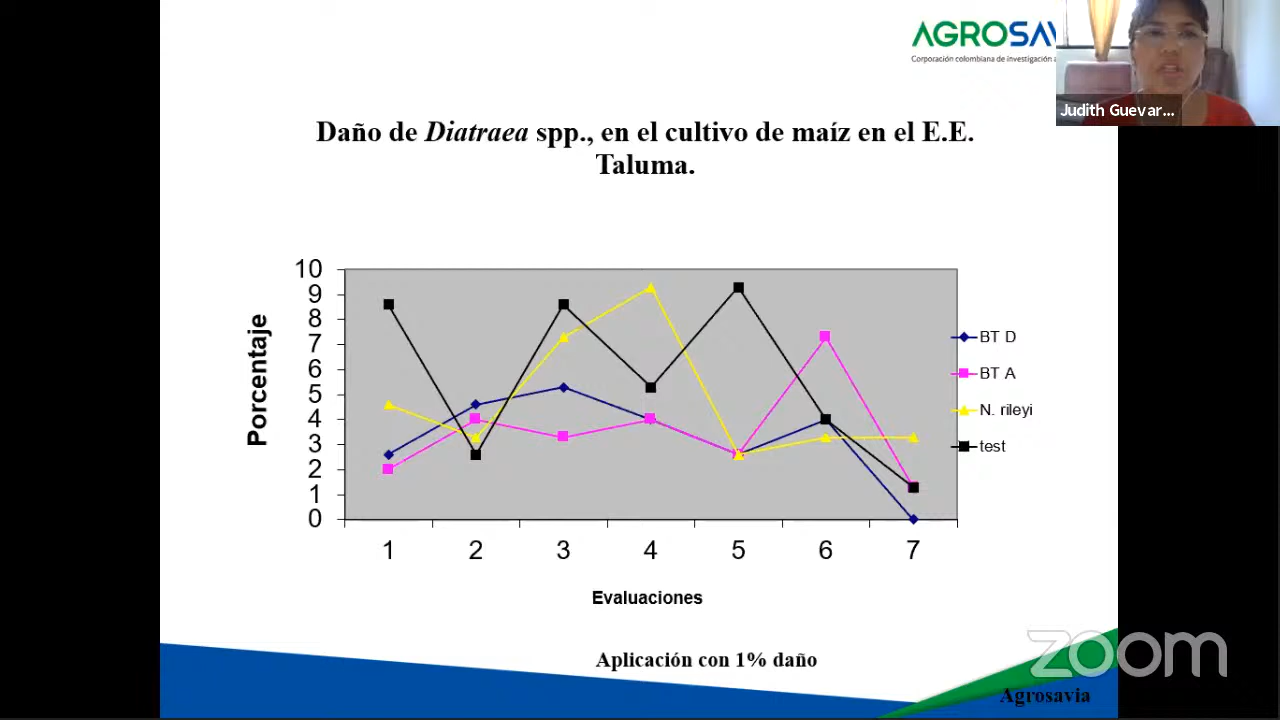 AGROSAV
Corporación colombiana de investigación a
Judith Guevar...
Daño de Diatraea spp., en el cultivo de maíz en el E.E.
Taluma.
Porcentaje
10
9
8
7
6
5
4
3
2
1
0
1 2 3 4 5 6 7
Evaluaciones
BT D
BT A
N. rileyi
test
Aplicación con 1% daño
zoom
Agrosavia